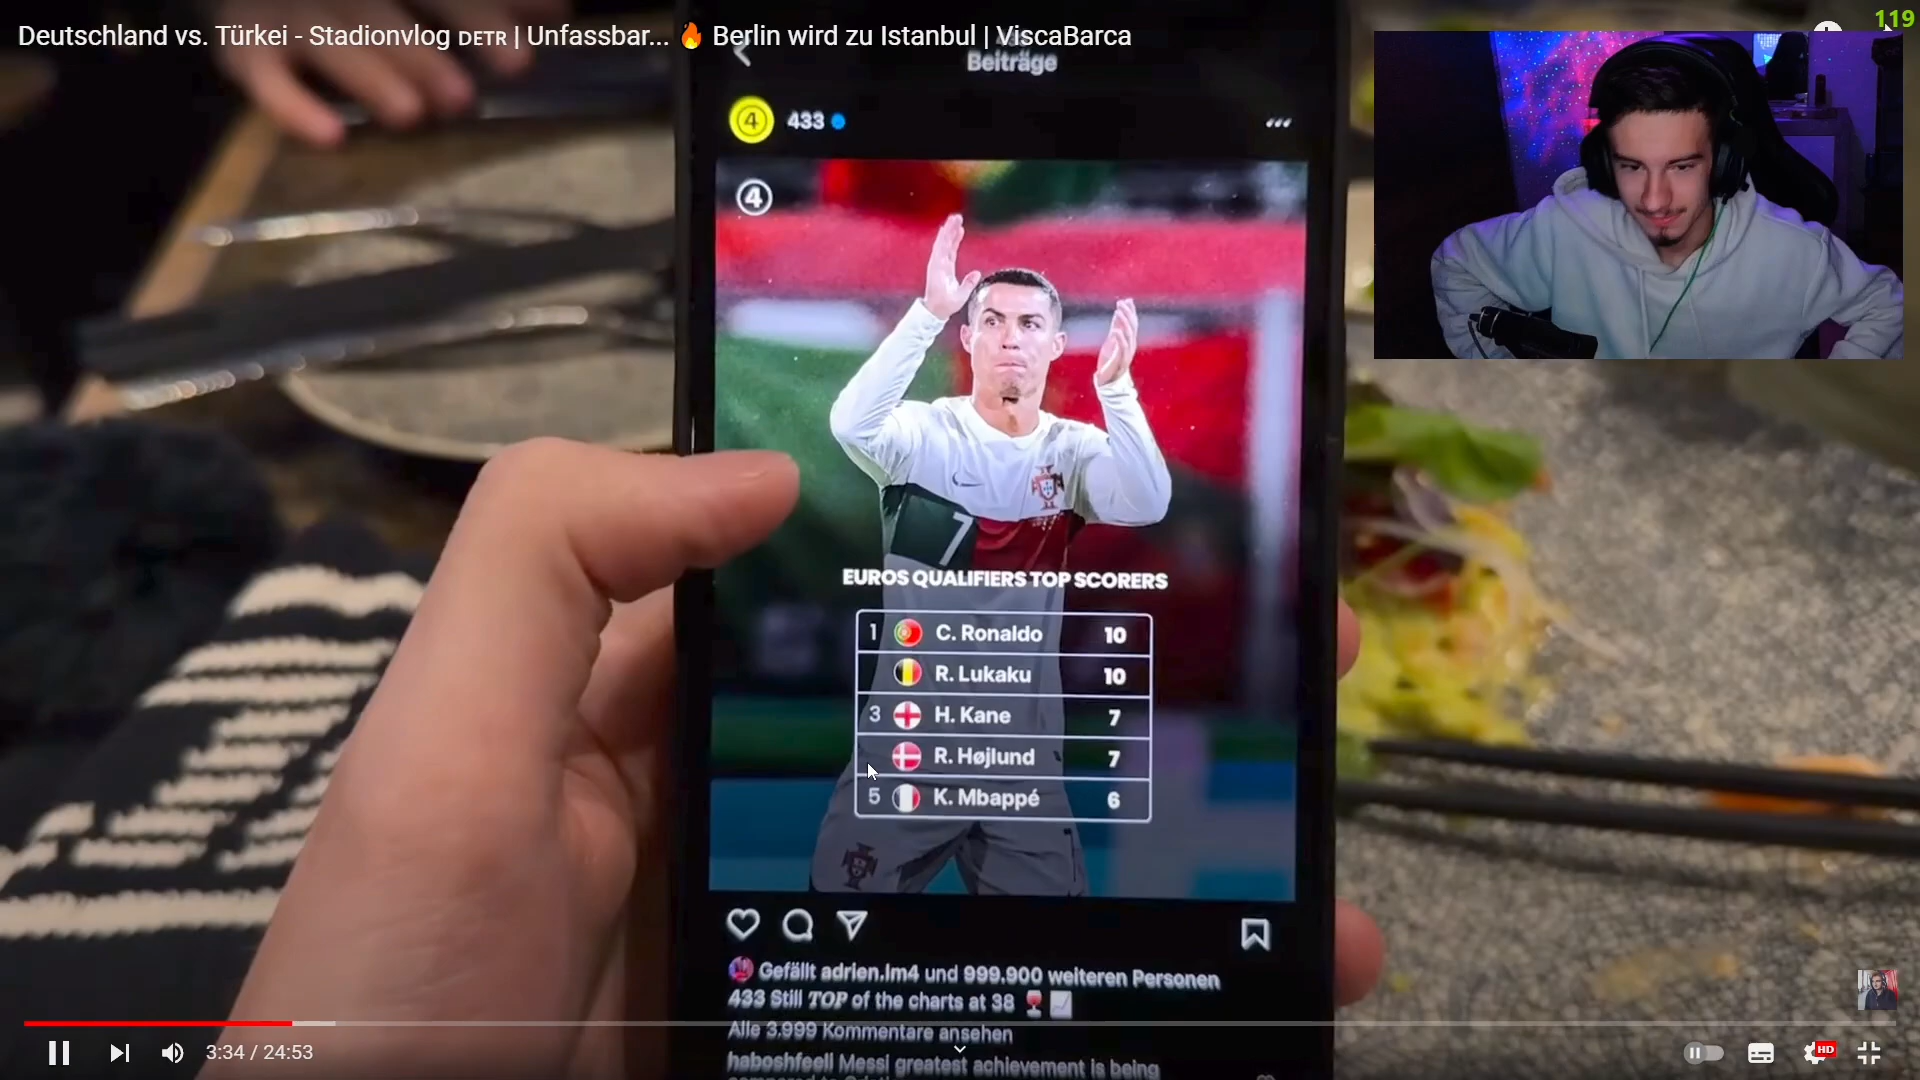 Deutschland vs. Türkei - Stadionvlog DETR | Unfassbar... 🔥 Berlin wird zu Istanbul | ViscaBarca
119
Beiträge
433
4
7
EUROS QUALIFIERS TOP SCORERS
1 C. Ronaldo 10
R. Lukaku 10
3 H. Kane 7
R. Højlund 7
5 K. Mbappé 6
Gefällt adrien.lm4 und 999.900 weiteren Personen
433 Still TOP of the charts at 38 🍷📈
Alle 3.999 Kommentare ansehen
haboshfeell Messi greatest achievement is being
3:34 / 24:53
HD